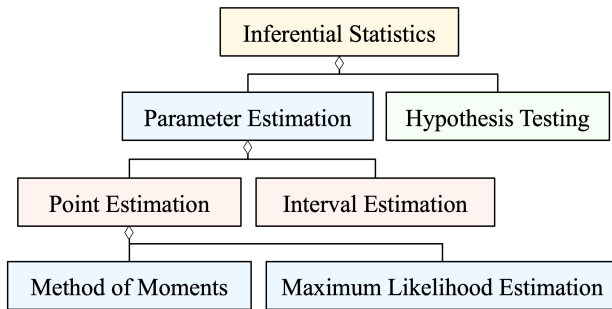 Inferential Statistics
Parameter Estimation
Hypothesis Testing
Point Estimation
Interval Estimation
Method of Moments
Maximum Likelihood Estimation